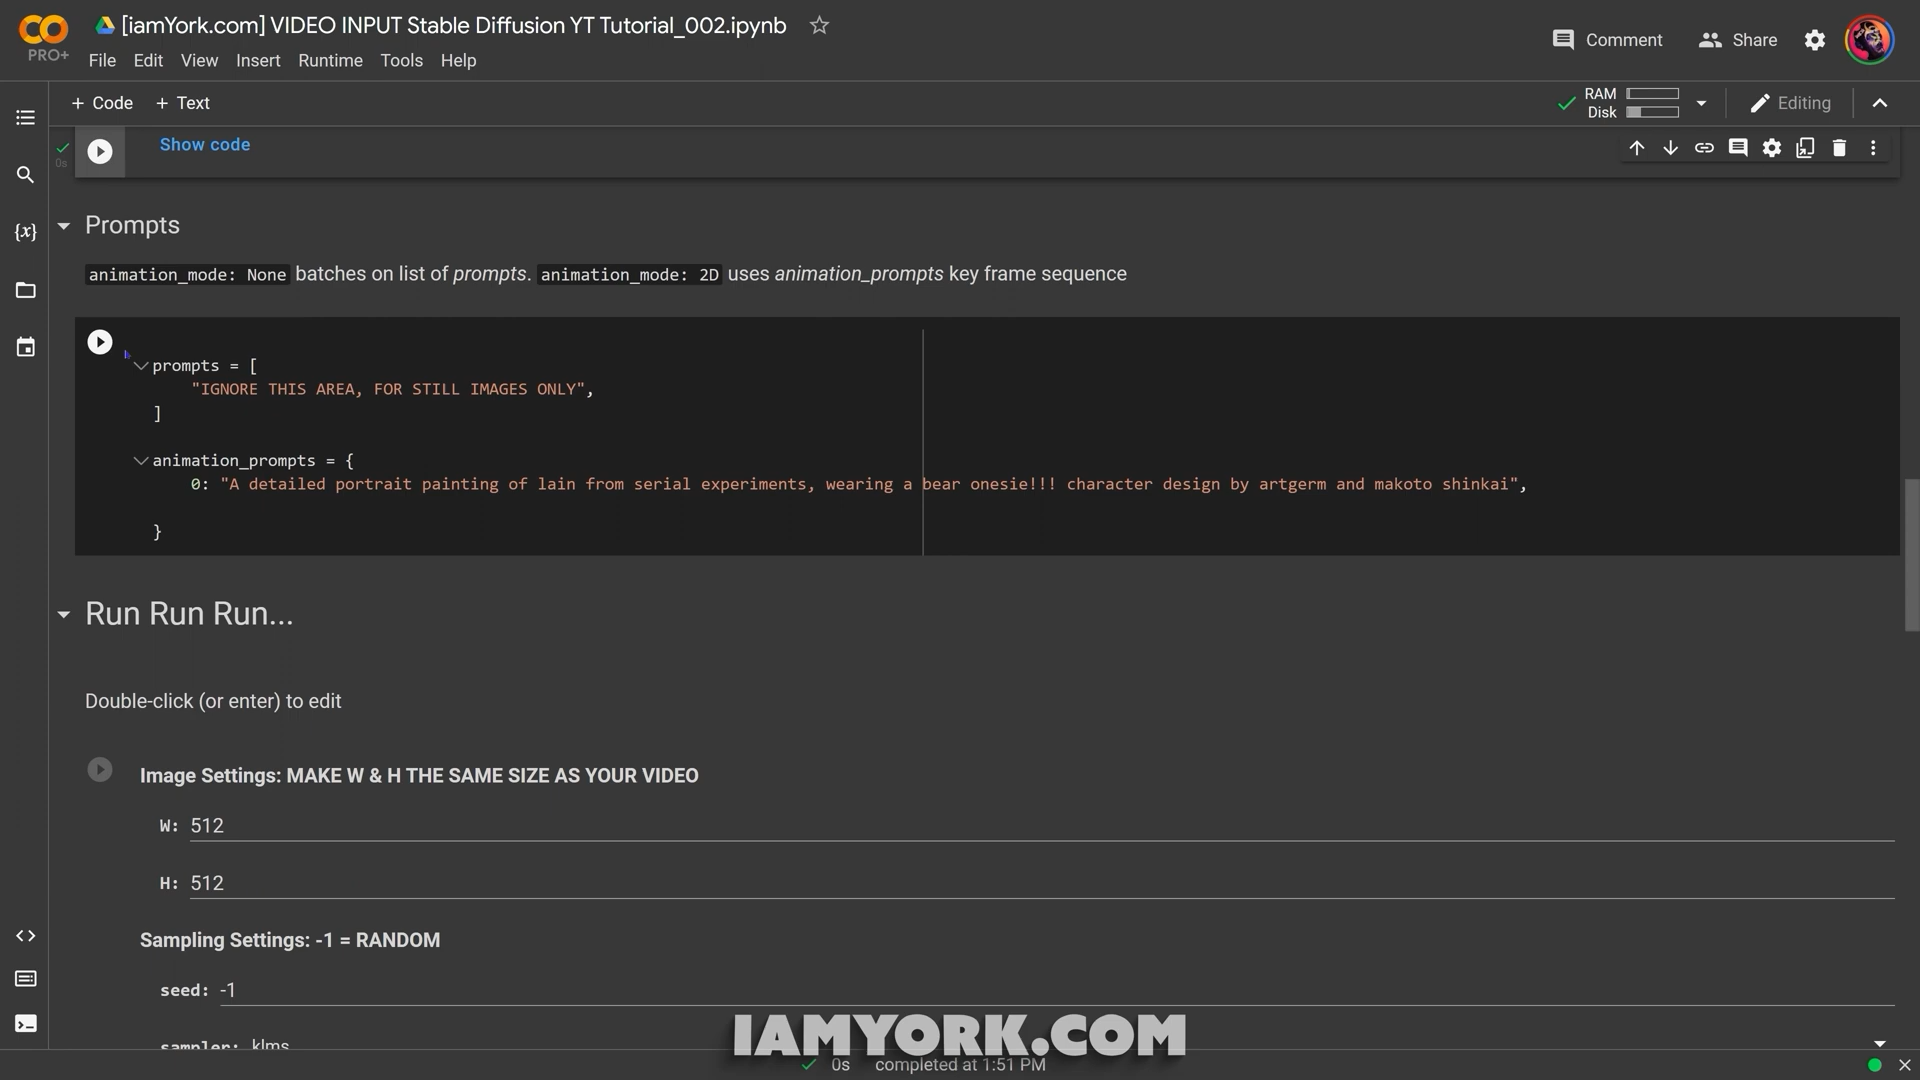 [iamYork.com] VIDEO INPUT Stable Diffusion YT Tutorial_002.ipynb
PRO+
File Edit View Insert Runtime Tools Help
Comment
Share
+ Code + Text
RAM
Disk
Editing
0s
Show code
Prompts
animation_mode: None batches on list of prompts. animation_mode: 2D uses animation_prompts key frame sequence
prompts = [
"IGNORE THIS AREA, FOR STILL IMAGES ONLY",
]
animation_prompts = {
0: "A detailed portrait painting of lain from serial experiments, wearing a bear onesie!!! character design by artgerm and makoto shinkai",
}
Run Run Run...
Double-click (or enter) to edit
Image Settings: MAKE W & H THE SAME SIZE AS YOUR VIDEO
W: 512
H: 512
Sampling Settings: -1 = RANDOM
seed: -1
sampler: klms
IAMYORK.COM
0s completed at 1:51 PM